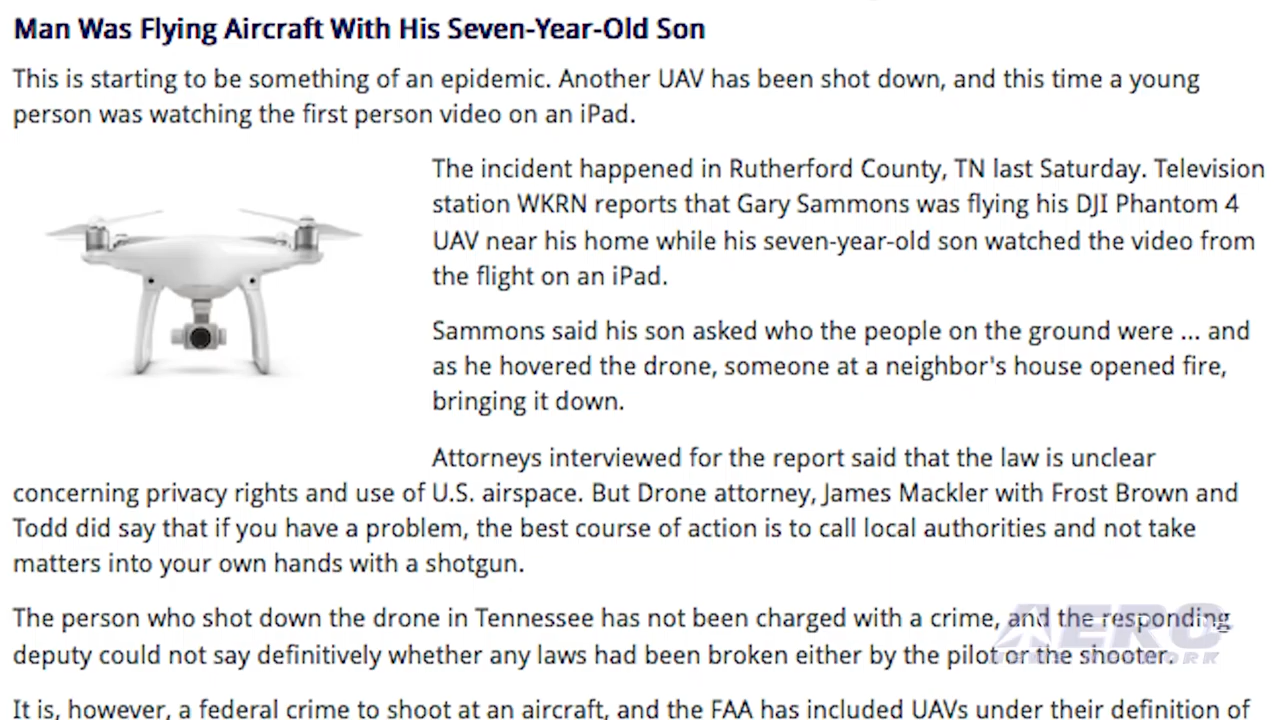 Man Was Flying Aircraft With His Seven-Year-Old Son
This is starting to be something of an epidemic. Another UAV has been shot down, and this time a young
person was watching the first person video on an iPad.
The incident happened in Rutherford County, TN last Saturday. Television
station WKRN reports that Gary Sammons was flying his DJI Phantom 4
UAV near his home while his seven-year-old son watched the video from
the flight on an iPad.
Sammons said his son asked who the people on the ground were ... and
as he hovered the drone, someone at a neighbor's house opened fire,
bringing it down.
Attorneys interviewed for the report said that the law is unclear
concerning privacy rights and use of U.S. airspace. But Drone attorney, James Mackler with Frost Brown and
Todd did say that if you have a problem, the best course of action is to call local authorities and not take
matters into your own hands with a shotgun.
The person who shot down the drone in Tennessee has not been charged with a crime, and the responding
deputy could not say definitively whether any laws had been broken either by the pilot or the shooter.
AERO
NEWS NETWORK
It is, however, a federal crime to shoot at an aircraft, and the FAA has included UAVs under their definition of